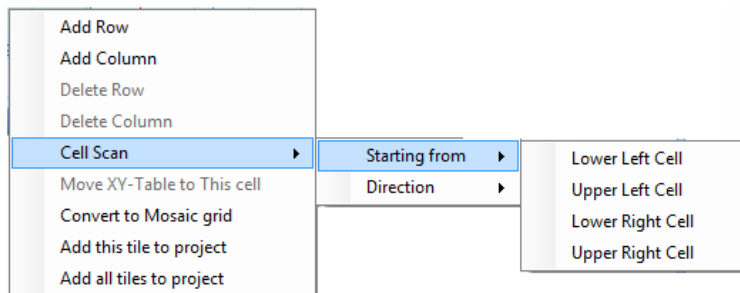 Add Row
Add Column
Delete Row
Delete Column
Cell Scan
Move XY-Table to This cell
Convert to Mosaic grid
Add this tile to project
Add all tiles to project
Starting from
Direction
Lower Left Cell
Upper Left Cell
Lower Right Cell
Upper Right Cell